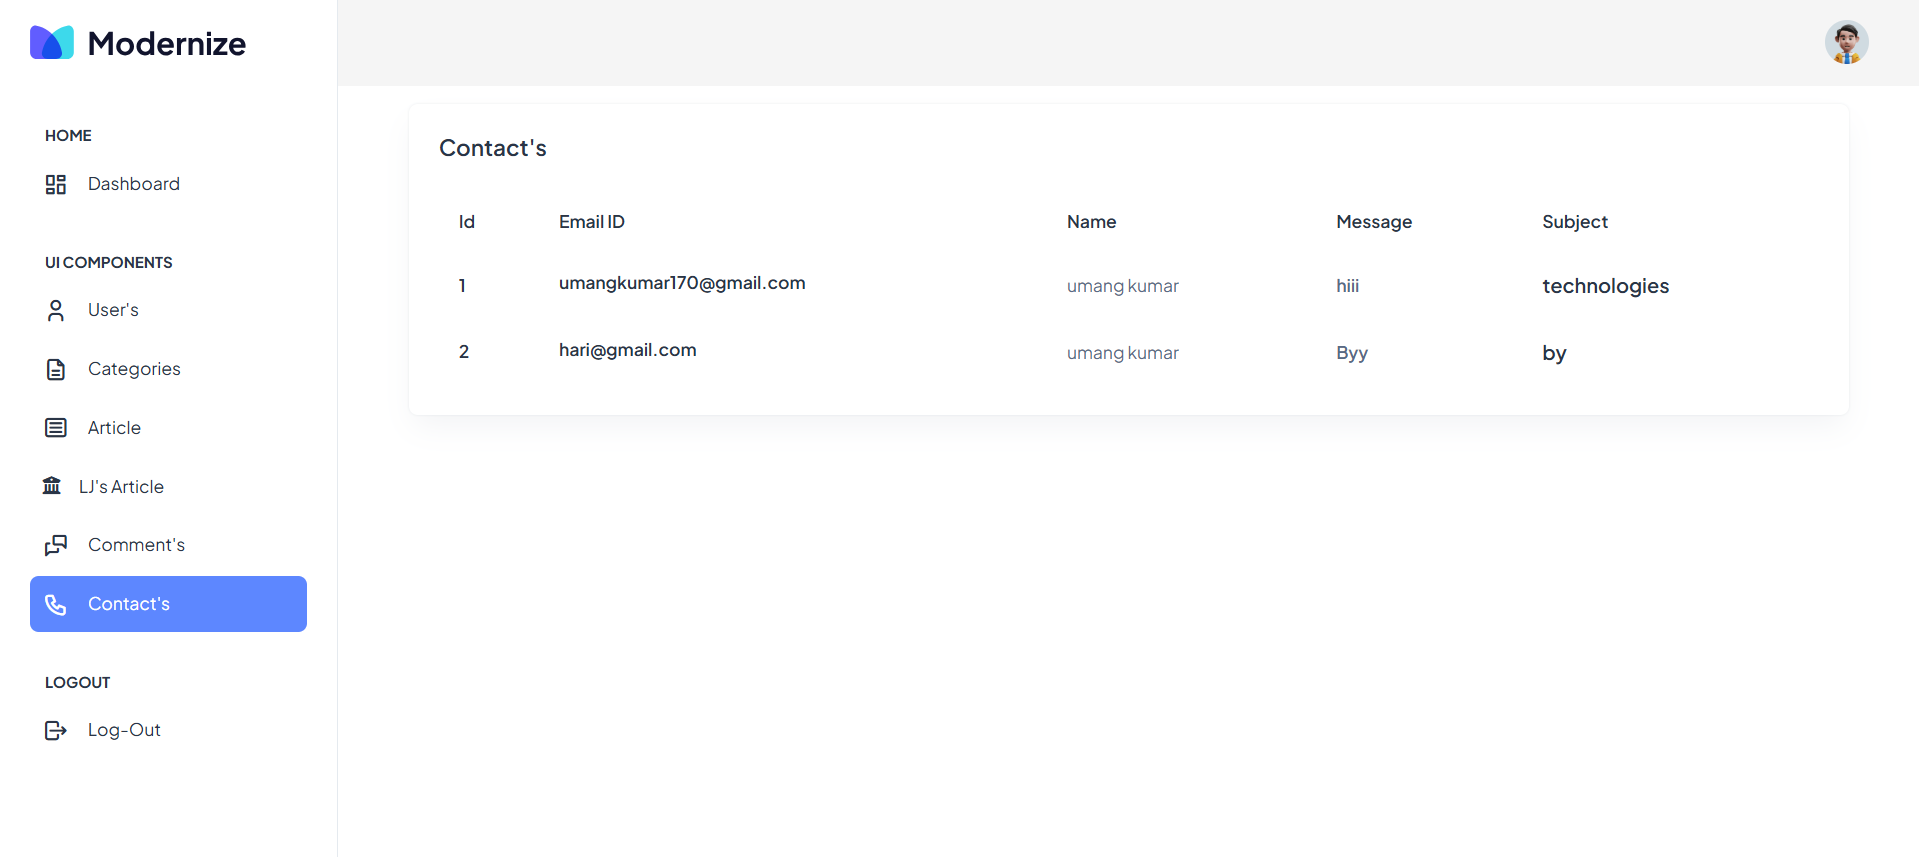 Modernize
HOME
Dashboard
UI COMPONENTS
User's
Categories
Article
LJ's Article
Comment's
Contact's
LOGOUT
Log-Out
Contact's
Id Email ID Name Message Subject
1 umangkumar170@gmail.com umang kumar hiii technologies
2 hari@gmail.com umang kumar Byy by